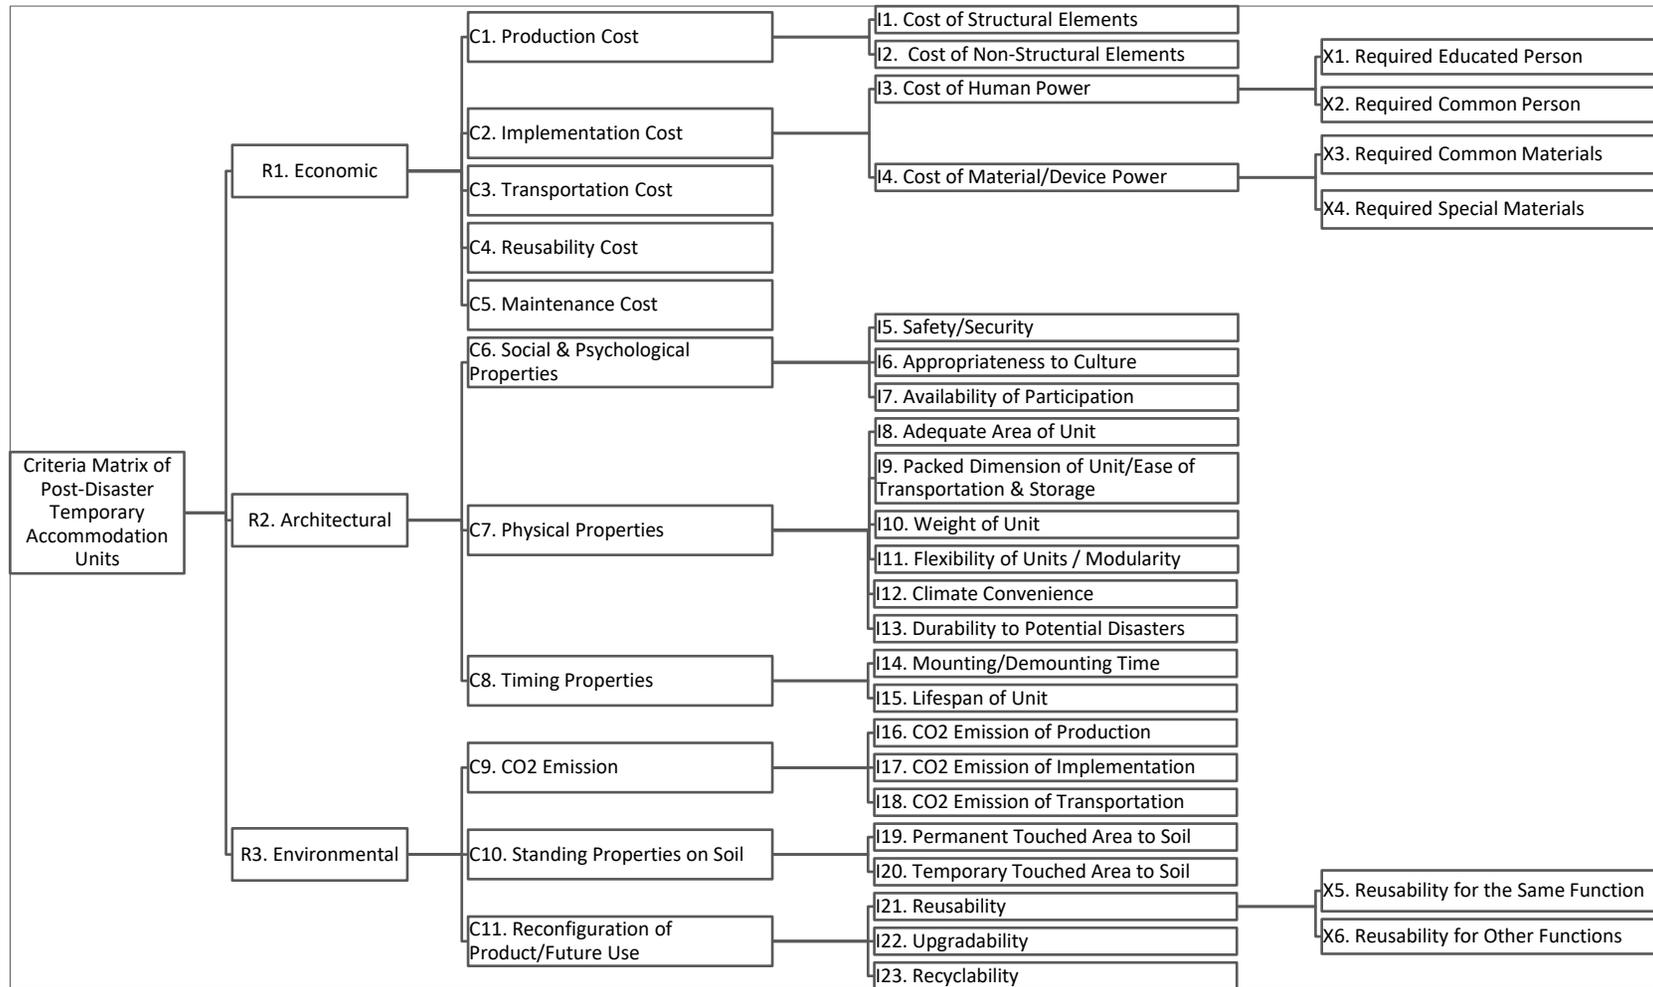 Criteria Matrix of
Post-Disaster
Temporary
Accommodation
Units
R1. Economic
R2. Architectural
R3. Environmental
C1. Production Cost
C2. Implementation Cost
C3. Transportation Cost
C4. Reusability Cost
C5. Maintenance Cost
C6. Social & Psychological
Properties
C7. Physical Properties
C8. Timing Properties
C9. CO2 Emission
C10. Standing Properties on Soil
C11. Reconfiguration of
Product/Future Use
I1. Cost of Structural Elements
I2. Cost of Non-Structural Elements
I3. Cost of Human Power
I4. Cost of Material/Device Power
I5. Safety/Security
I6. Appropriateness to Culture
I7. Availability of Participation
I8. Adequate Area of Unit
I9. Packed Dimension of Unit/Ease of
Transportation & Storage
I10. Weight of Unit
I11. Flexibility of Units / Modularity
I12. Climate Convenience
I13. Durability to Potential Disasters
I14. Mounting/Demounting Time
I15. Lifespan of Unit
I16. CO2 Emission of Production
I17. CO2 Emission of Implementation
I18. CO2 Emission of Transportation
I19. Permanent Touched Area to Soil
I20. Temporary Touched Area to Soil
I21. Reusability
I22. Upgradability
I23. Recyclability
X1. Required Educated Person
X2. Required Common Person
X3. Required Common Materials
X4. Required Special Materials
X5. Reusability for the Same Function
X6. Reusability for Other Functions